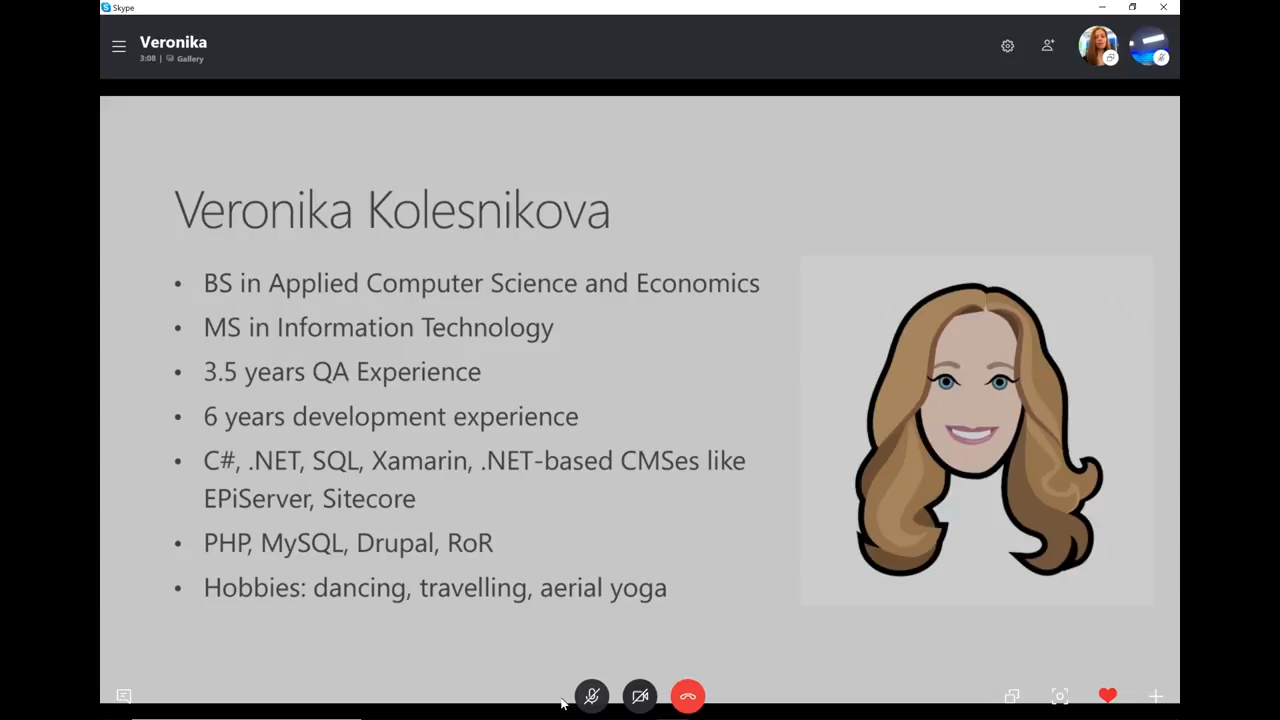 Skype
Veronika
3:08 | Gallery
Veronika Kolesnikova
• BS in Applied Computer Science and Economics
• MS in Information Technology
• 3.5 years QA Experience
• 6 years development experience
• C#, .NET, SQL, Xamarin, .NET-based CMSes like
EPiServer, Sitecore
• PHP, MySQL, Drupal, RoR
• Hobbies: dancing, travelling, aerial yoga